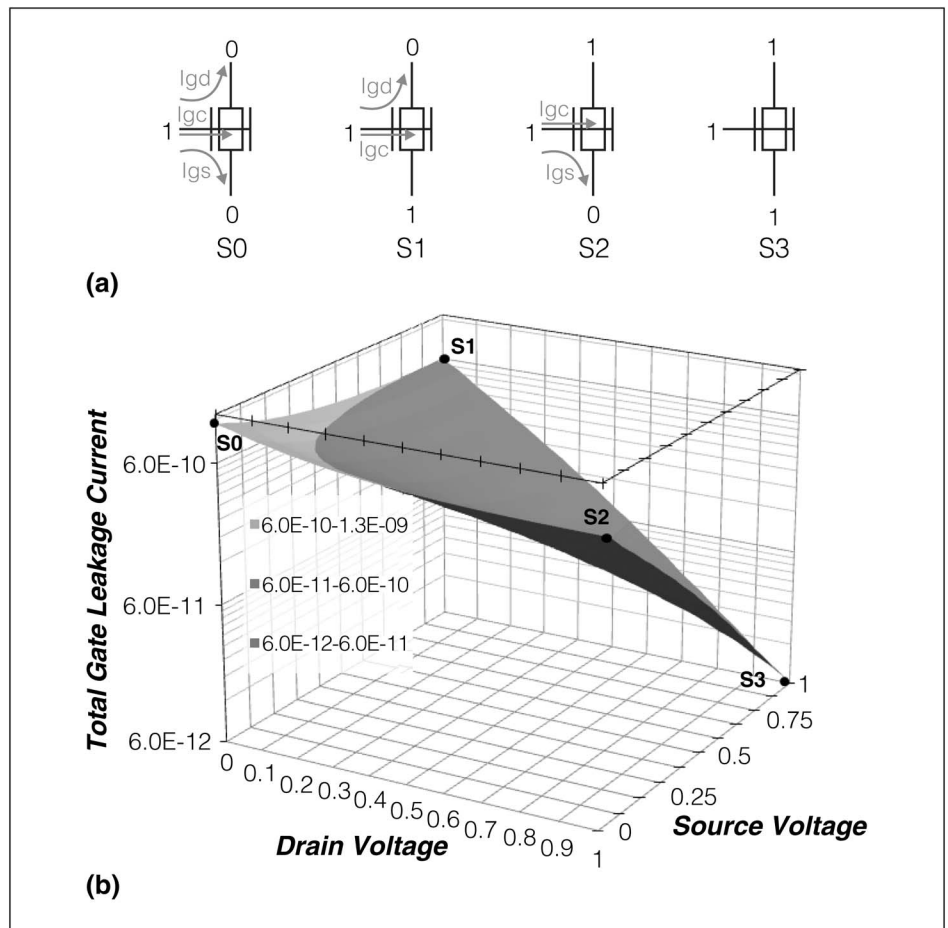 0 0 1 1
Igd Igd
1 Igc 1 Igc 1 Igc 1
Igs Igs
0 1 0 1
S0 S1 S2 S3
(a)
S1
S0
6.0E-10
S2
6.0E-10-1.3E-09
6.0E-11-6.0E-10
6.0E-11
6.0E-12-6.0E-11
S3
6.0E-12
Total Gate Leakage Current
0 0.1 0.2 0.3 0.4 0.5 0.6 0.7 0.8 0.9 1
Drain Voltage
0 0.25 0.5 0.75 1
Source Voltage
(b)